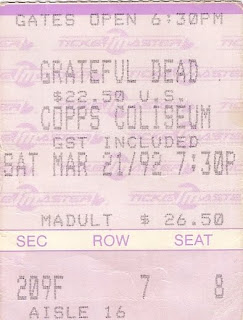 GATES OPEN 6:30PM
GRATEFUL DEAD
$22.50 U.S.
COPPS COLISEUM
GST INCLUDED
SAT MAR 21/92 7:30P
MADULT $ 26.50
SEC ROW SEAT
209F 7 8
AISLE 16